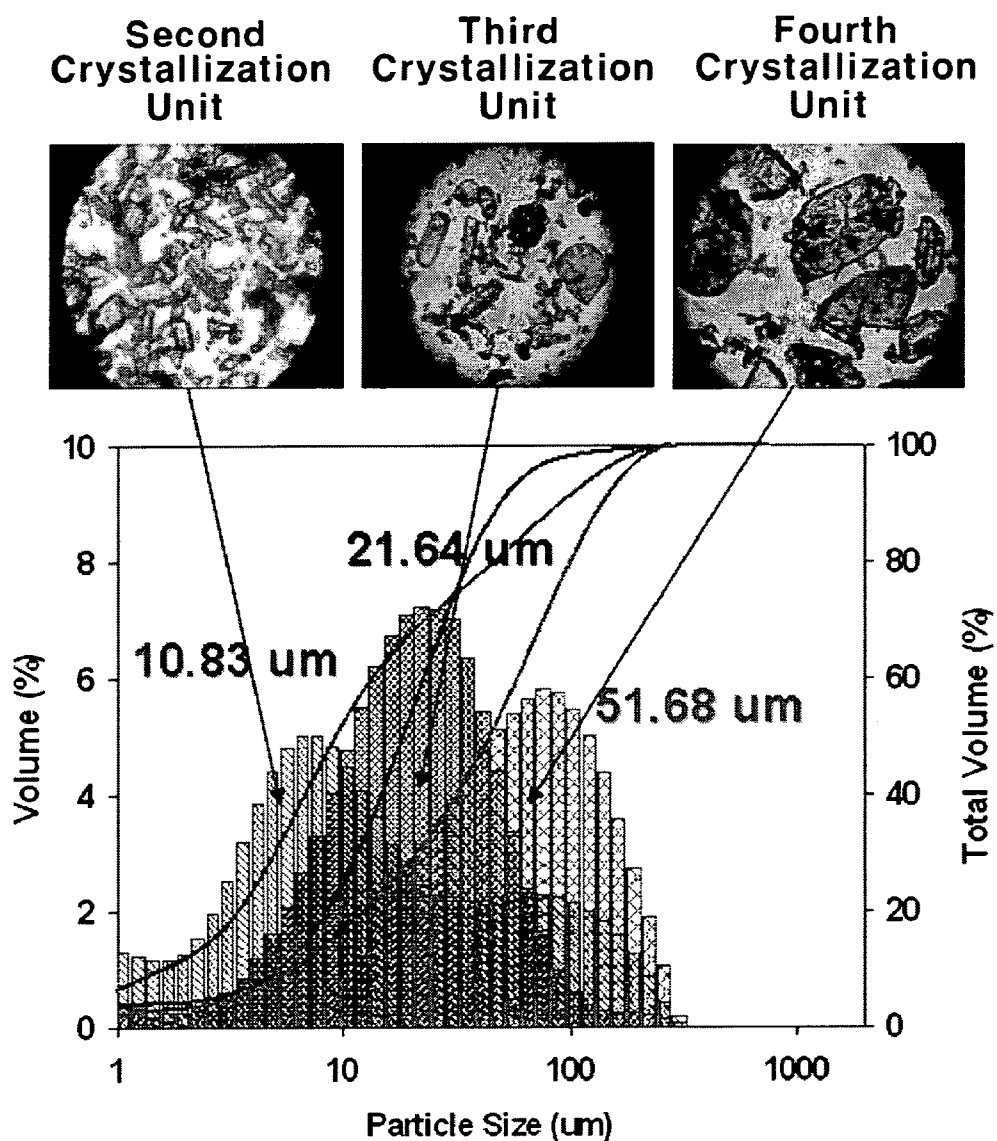 Second
Crystallization
Unit
Third
Crystallization
Unit
Fourth
Crystallization
Unit
10
8
6
4
2
0
Volume (%)
100
80
60
40
20
0
Total Volume (%)
21.64 um
10.83 um
51.68 um
1
10
100
1000
Particle Size (um)